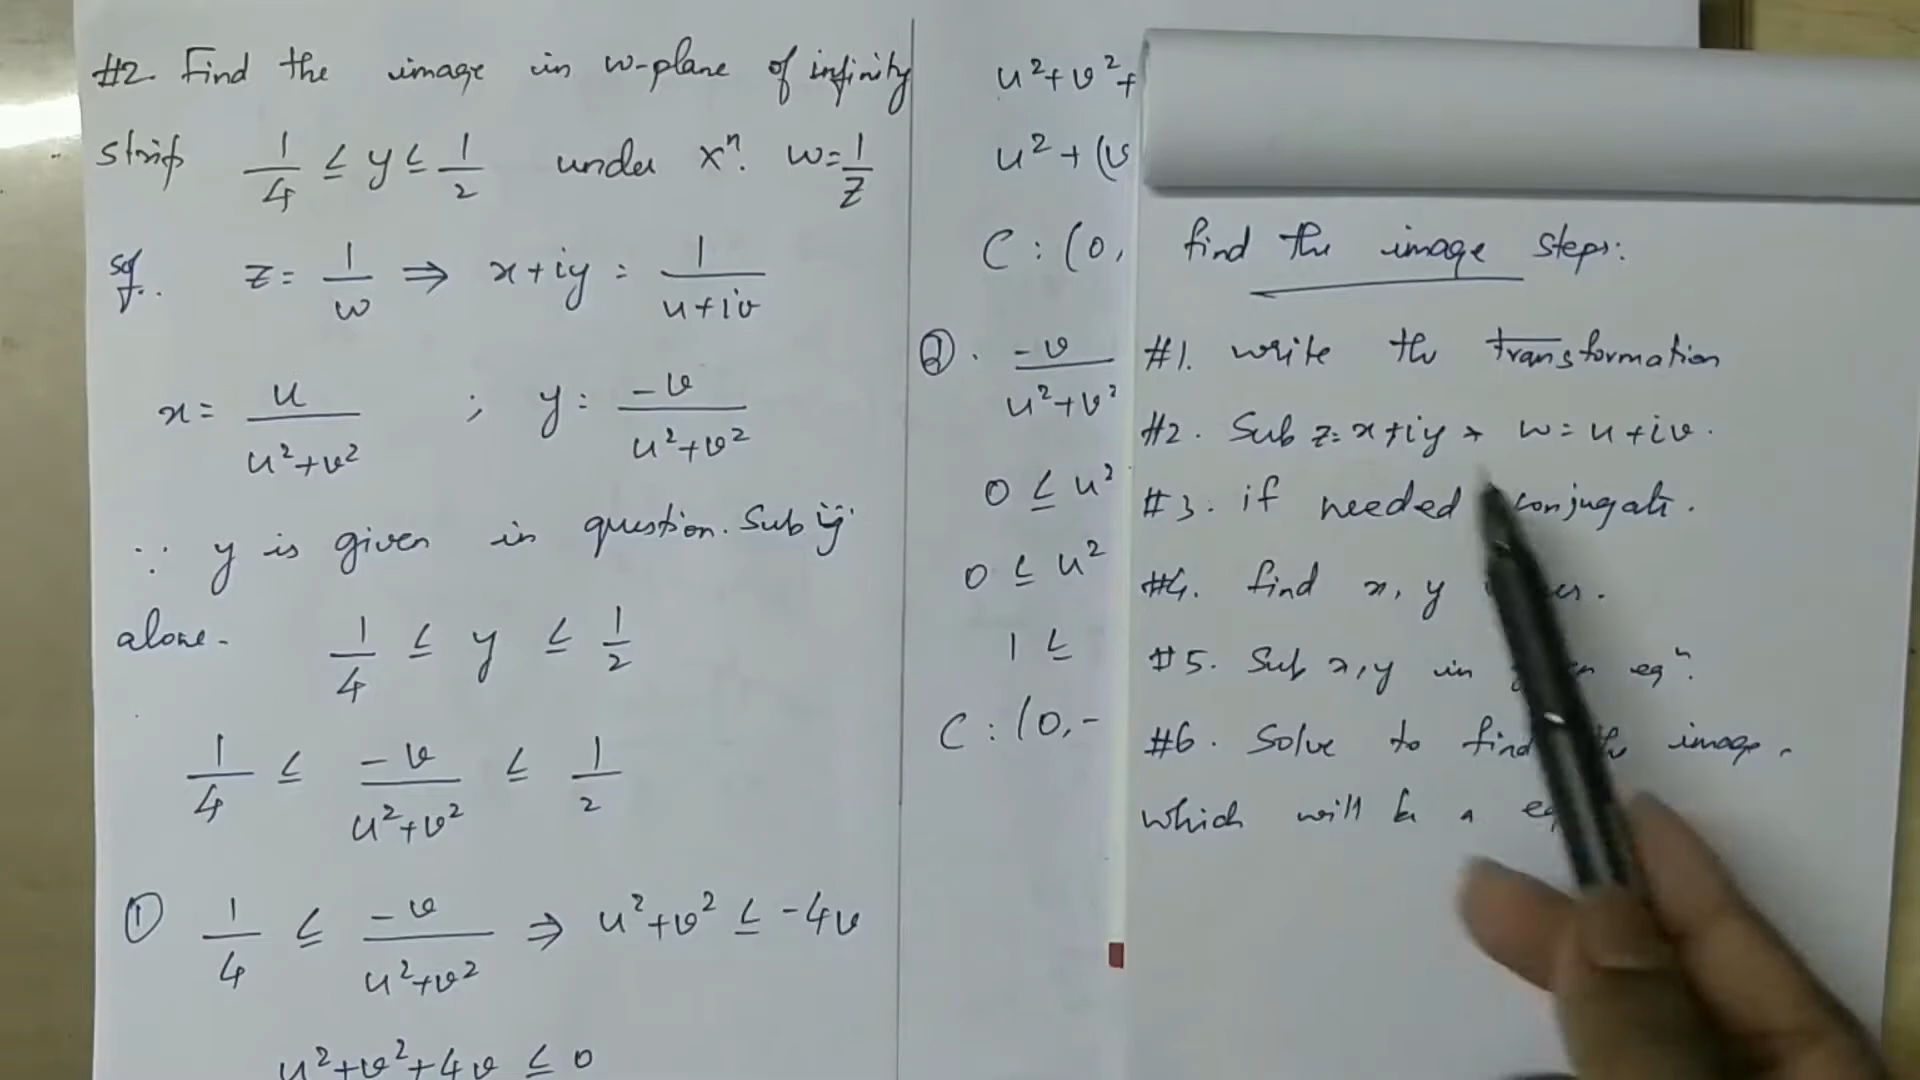 #2. Find the image in w-plane of infinity
strip 1/4 ≤ y ≤ 1/2 under xⁿ. w=1/z
sol. z = 1/w ⇒ x+iy = 1/(u+iv)
x = u/(u²+v²) ; y = -v/(u²+v²)
∵ y is given in question. Sub 'y'
alone. 1/4 ≤ y ≤ 1/2
1/4 ≤ -v/(u²+v²) ≤ 1/2
① 1/4 ≤ -v/(u²+v²) ⇒ u²+v² ≤ -4v
u²+v²+4v ≤ 0
u²+v²+
u²+(v
C : (0,
②. -v/(u²+v²
0 ≤ u²
0 ≤ u²
1 ≤
C : (0,-
find the image steps:
#1. write the transformation
#2. Sub z=x+iy & w=u+iv.
#3. if needed conjugate.
#4. find x, y
#5. Sub x,y in eqⁿ.
#6. Solve to find image.
which will be a